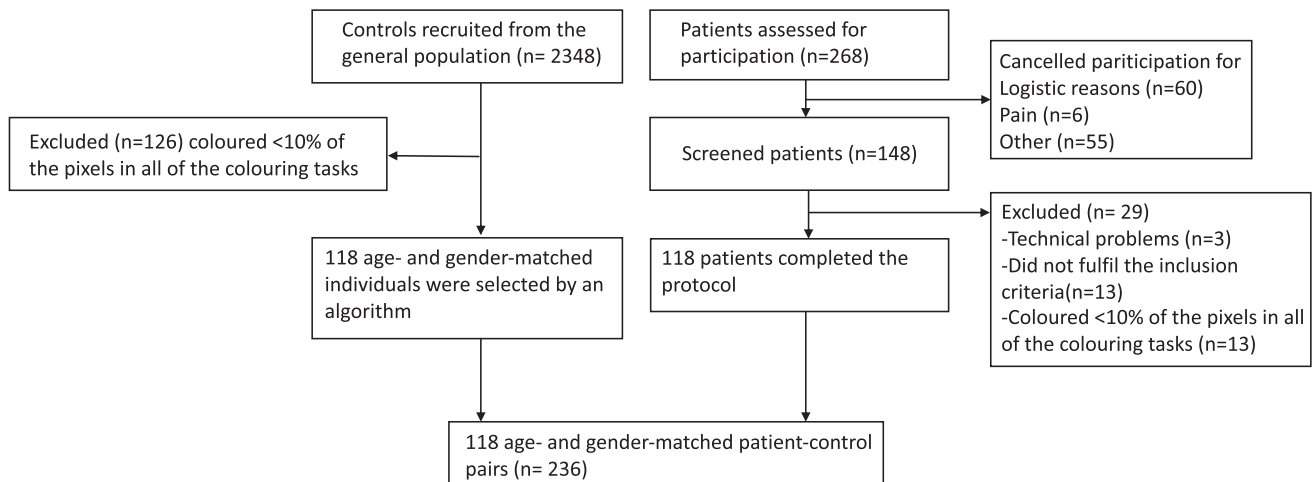 Controls recruited from the
general population (n= 2348)
Patients assessed for
participation (n=268)
Cancelled pariticipation for
Logistic reasons (n=60)
Pain (n=6)
Other (n=55)
Excluded (n=126) coloured <10% of
the pixels in all of the colouring tasks
Screened patients (n=148)
Excluded (n= 29)
-Technical problems (n=3)
-Did not fulfil the inclusion
criteria(n=13)
-Coloured <10% of the pixels in all
of the colouring tasks (n=13)
118 age- and gender-matched
individuals were selected by an
algorithm
118 patients completed the
protocol
118 age- and gender-matched patient-control
pairs (n= 236)